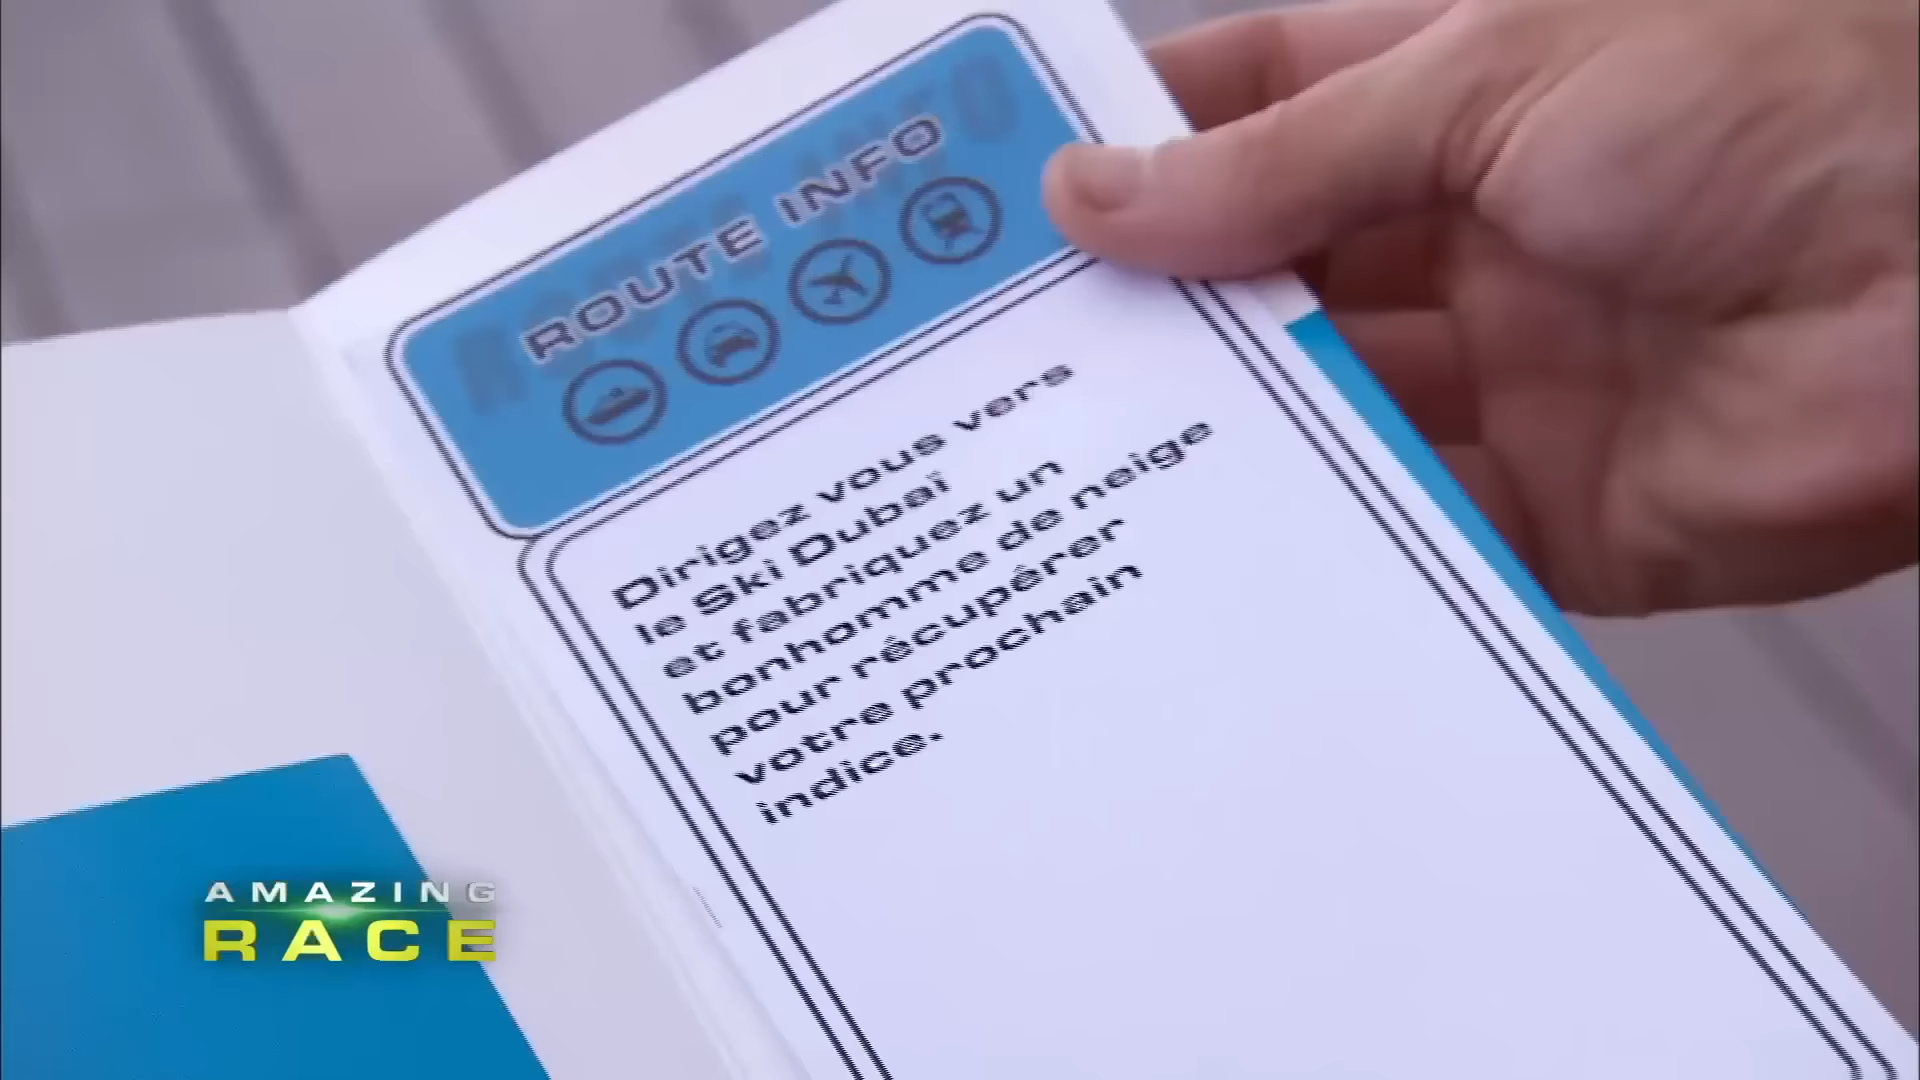 ROUTE INFO
Dirigez vous vers
le Ski Dubaï
et fabriquez un
bonhomme de neige
pour récupérer
votre prochain
indice.
AMAZING
RACE